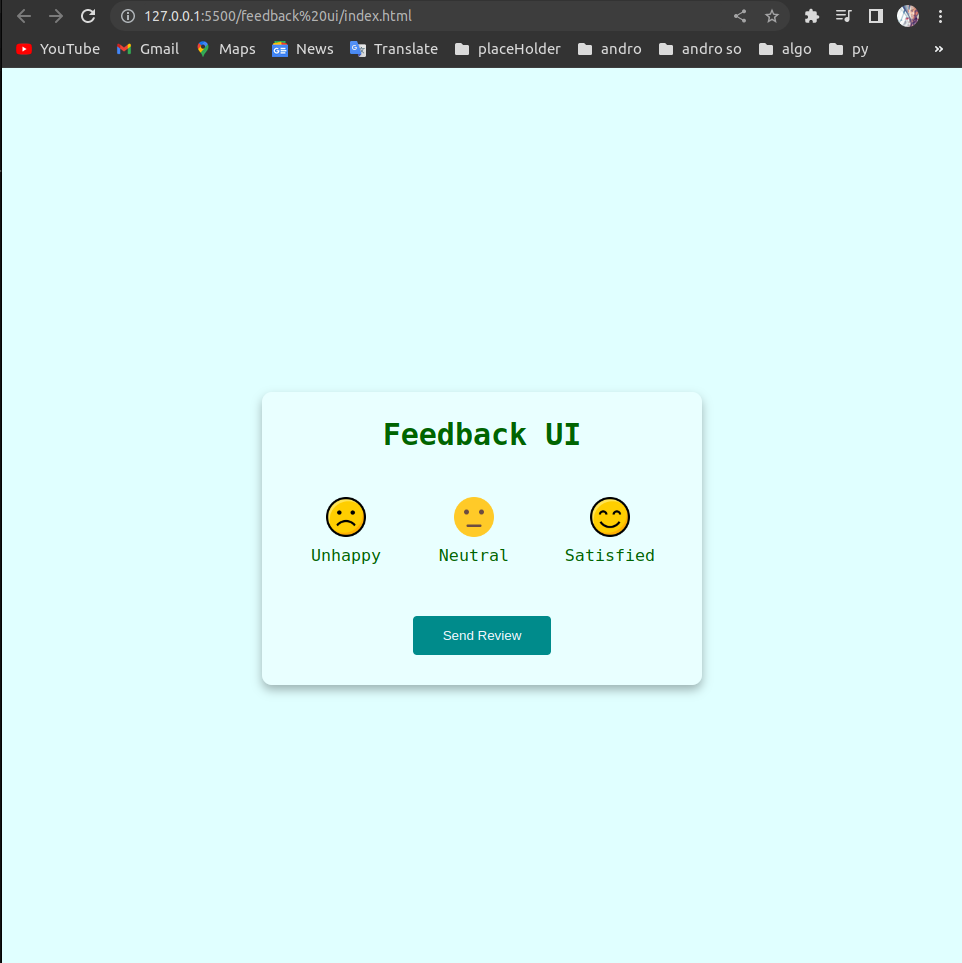 127.0.0.1:5500/feedback%20ui/index.html
YouTube Gmail Maps News Translate placeHolder andro andro so algo py »
Feedback UI
Unhappy Neutral Satisfied
Send Review